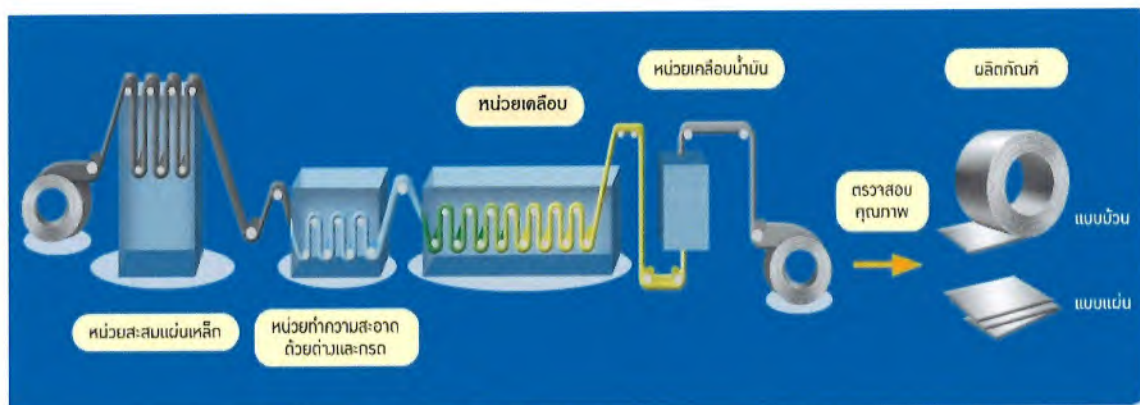 หน่วยเคลือบน้ำมัน
ผลิตภัณฑ์
หน่วยเคลือบ
ตรวจสอบ
คุณภาพ
แบบม้วน
แบบแผ่น
หน่วยสะสมแผ่นเหล็ก
หน่วยทำความสะอาด
ด้วยด่างและกรด